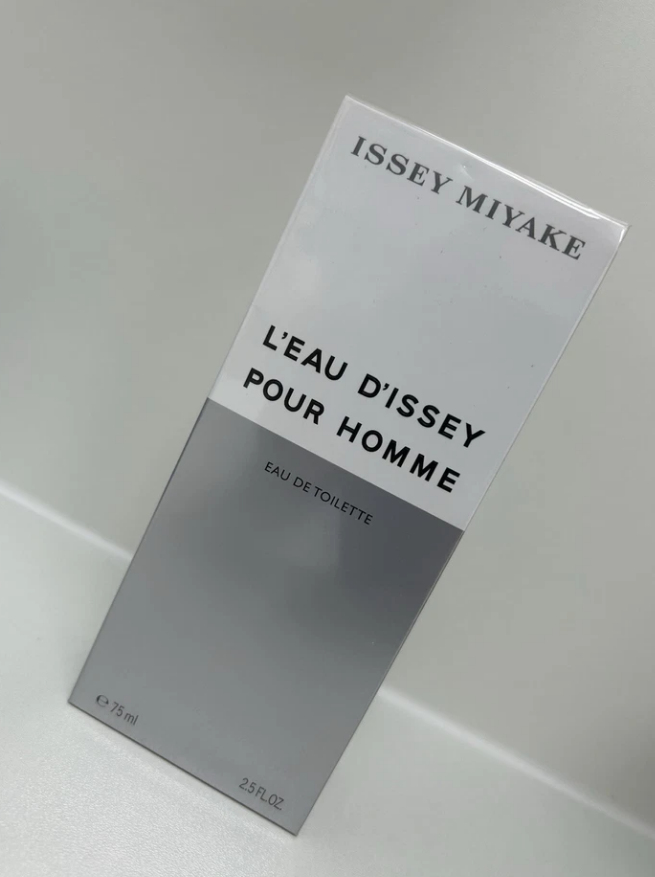 ISSEY MIYAKE
L'EAU D'ISSEY
POUR HOMME
EAU DE TOILETTE
℮ 75 ml
2.5 FL.OZ.